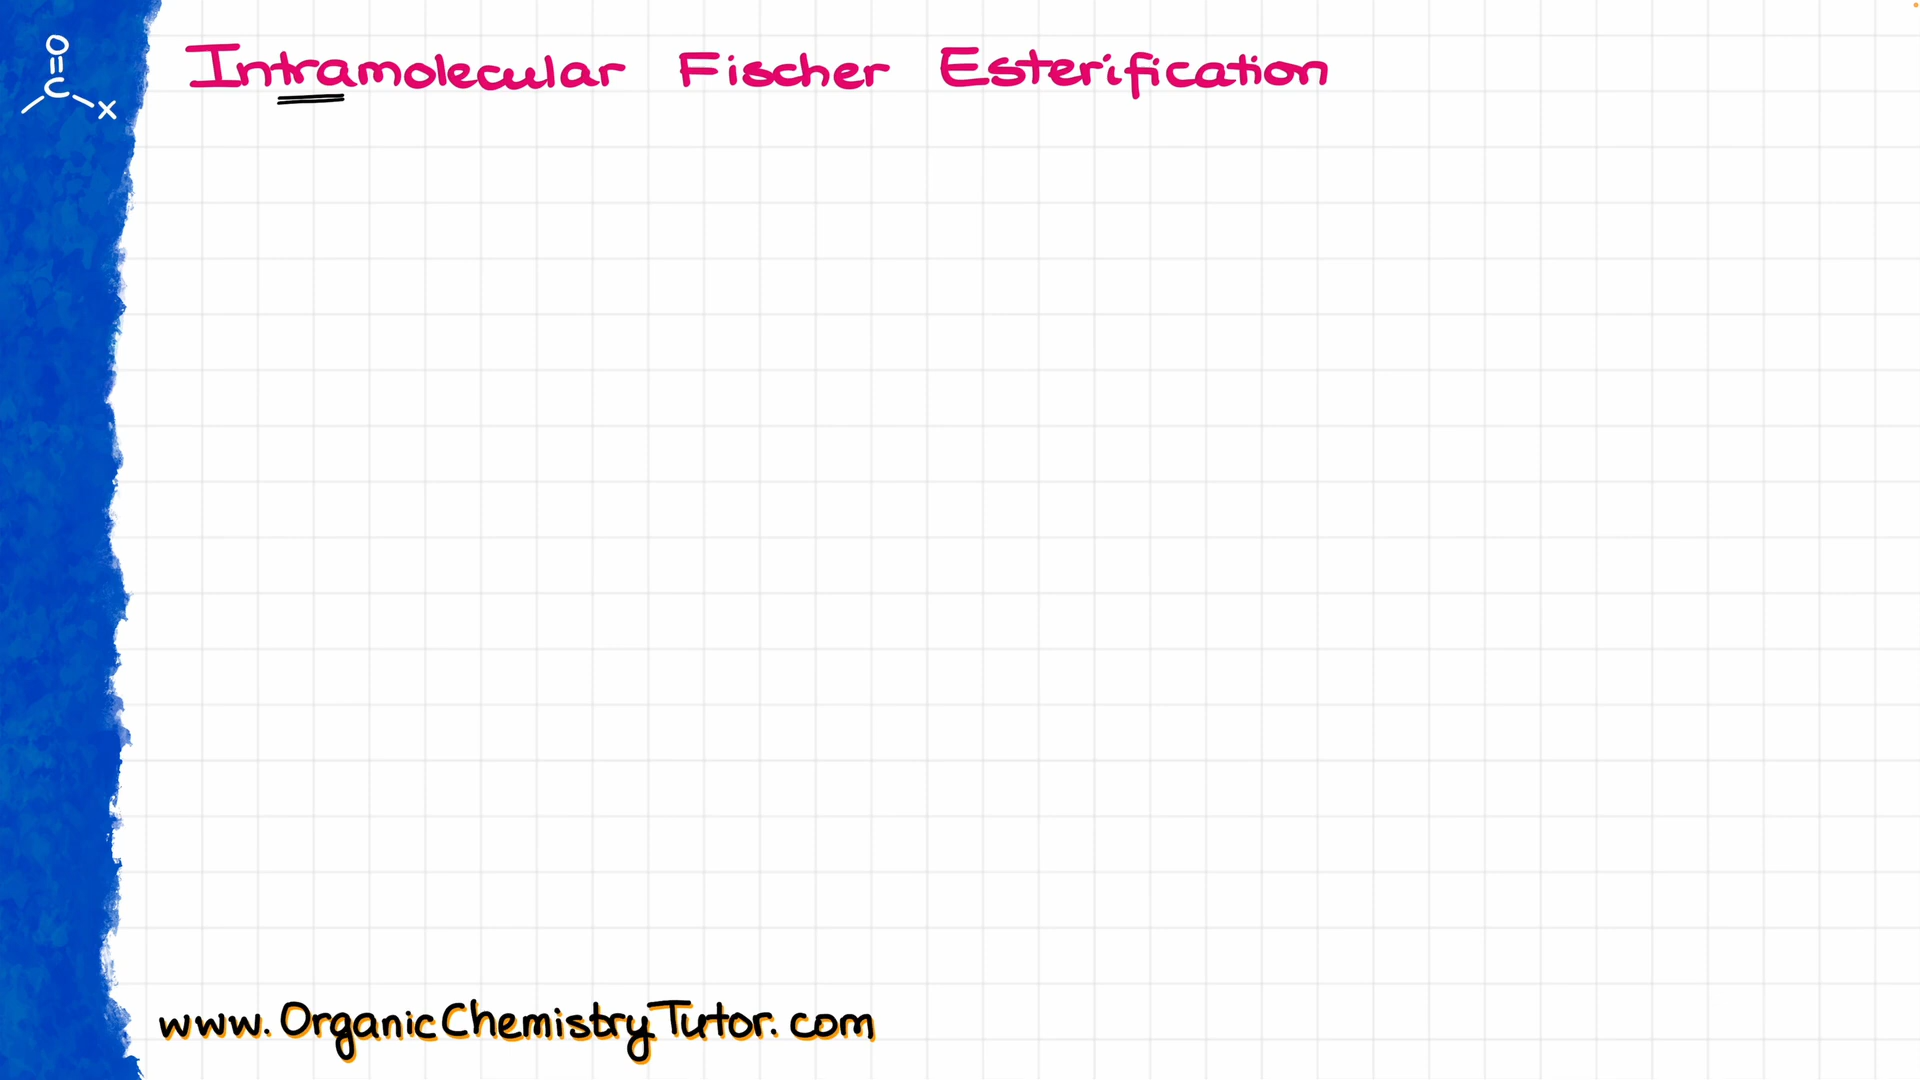 Intramolecular Fischer Esterification
O
C
X
www.OrganicChemistryTutor.com